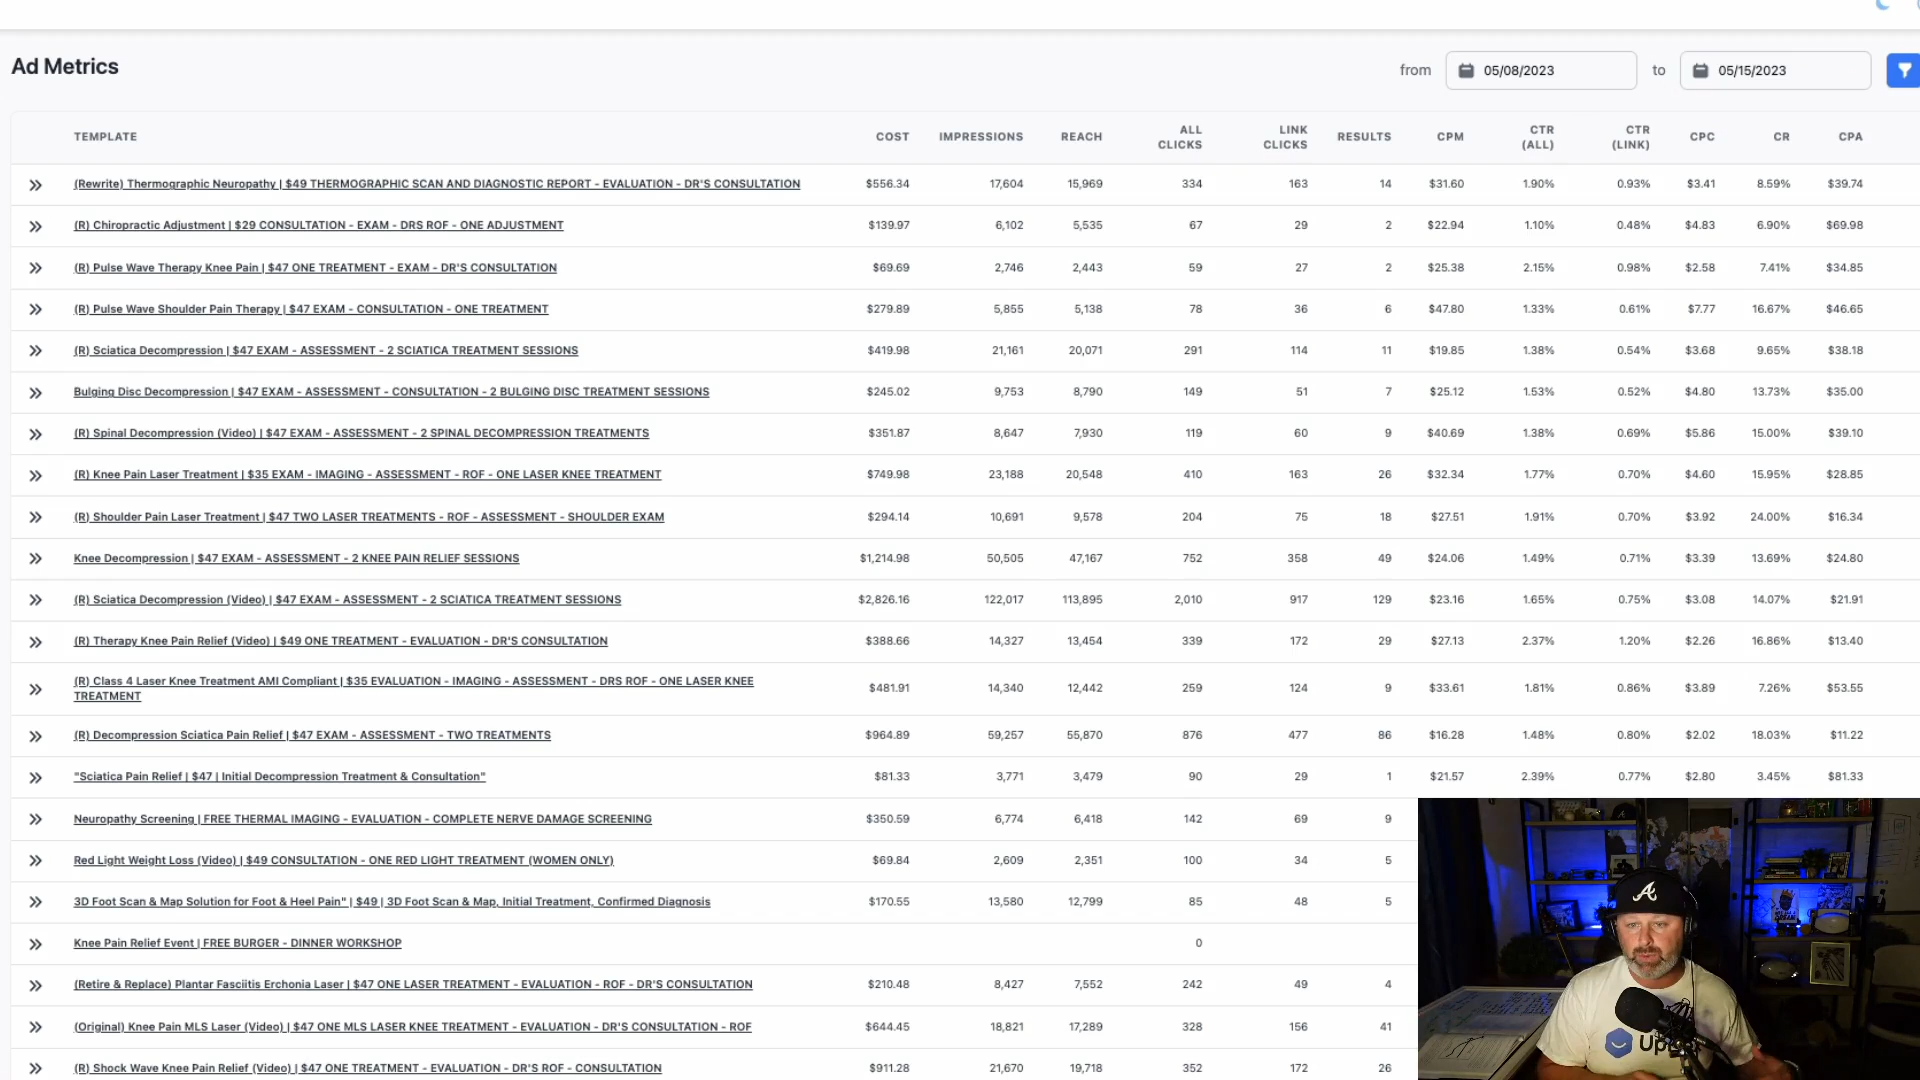 Ad Metrics
from 05/08/2023 to 05/15/2023
TEMPLATE COST IMPRESSIONS REACH ALL CLICKS LINK CLICKS RESULTS CPM CTR (ALL) CTR (LINK) CPC CR CPA
(Rewrite) Thermographic Neuropathy | $49 THERMOGRAPHIC SCAN AND DIAGNOSTIC REPORT - EVALUATION - DR'S CONSULTATION $556.34 17,604 15,969 334 163 14 $31.60 1.90% 0.93% $3.41 8.59% $39.74
(R) Chiropractic Adjustment | $29 CONSULTATION - EXAM - DRS ROF - ONE ADJUSTMENT $139.97 6,102 5,535 67 29 2 $22.94 1.10% 0.48% $4.83 6.90% $69.98
(R) Pulse Wave Therapy Knee Pain | $47 ONE TREATMENT - EXAM - DR'S CONSULTATION $69.69 2,746 2,443 59 27 2 $25.38 2.15% 0.98% $2.58 7.41% $34.85
(R) Pulse Wave Shoulder Pain Therapy | $47 EXAM - CONSULTATION - ONE TREATMENT $279.89 5,855 5,138 78 36 6 $47.80 1.33% 0.61% $7.77 16.67% $46.65
(R) Sciatica Decompression | $47 EXAM - ASSESSMENT - 2 SCIATICA TREATMENT SESSIONS $419.98 21,161 20,071 291 114 11 $19.85 1.38% 0.54% $3.68 9.65% $38.18
Bulging Disc Decompression | $47 EXAM - ASSESSMENT - CONSULTATION - 2 BULGING DISC TREATMENT SESSIONS $245.02 9,753 8,790 149 51 7 $25.12 1.53% 0.52% $4.80 13.73% $35.00
(R) Spinal Decompression (Video) | $47 EXAM - ASSESSMENT - 2 SPINAL DECOMPRESSION TREATMENTS $351.87 8,647 7,930 119 60 9 $40.69 1.38% 0.69% $5.86 15.00% $39.10
(R) Knee Pain Laser Treatment | $35 EXAM - IMAGING - ASSESSMENT - ROF - ONE LASER KNEE TREATMENT $749.98 23,188 20,548 410 163 26 $32.34 1.77% 0.70% $4.60 15.95% $28.85
(R) Shoulder Pain Laser Treatment | $47 TWO LASER TREATMENTS - ROF - ASSESSMENT - SHOULDER EXAM $294.14 10,691 9,578 204 75 18 $27.51 1.91% 0.70% $3.92 24.00% $16.34
Knee Decompression | $47 EXAM - ASSESSMENT - 2 KNEE PAIN RELIEF SESSIONS $1,214.98 50,505 47,167 752 358 49 $24.06 1.49% 0.71% $3.39 13.69% $24.80
(R) Sciatica Decompression (Video) | $47 EXAM - ASSESSMENT - 2 SCIATICA TREATMENT SESSIONS $2,826.16 122,017 113,895 2,010 917 129 $23.16 1.65% 0.75% $3.08 14.07% $21.91
(R) Therapy Knee Pain Relief (Video) | $49 ONE TREATMENT - EVALUATION - DR'S CONSULTATION $388.66 14,327 13,454 339 172 29 $27.13 2.37% 1.20% $2.26 16.86% $13.40
(R) Class 4 Laser Knee Treatment AMI Compliant | $35 EVALUATION - IMAGING - ASSESSMENT - DRS ROF - ONE LASER KNEE
TREATMENT $481.91 14,340 12,442 259 124 9 $33.61 1.81% 0.86% $3.89 7.26% $53.55
(R) Decompression Sciatica Pain Relief | $47 EXAM - ASSESSMENT - TWO TREATMENTS $964.89 59,257 55,870 876 477 86 $16.28 1.48% 0.80% $2.02 18.03% $11.22
"Sciatica Pain Relief | $47 | Initial Decompression Treatment & Consultation" $81.33 3,771 3,479 90 29 1 $21.57 2.39% 0.77% $2.80 3.45% $81.33
Neuropathy Screening | FREE THERMAL IMAGING - EVALUATION - COMPLETE NERVE DAMAGE SCREENING $350.59 6,774 6,418 142 69 9
Red Light Weight Loss (Video) | $49 CONSULTATION - ONE RED LIGHT TREATMENT (WOMEN ONLY) $69.84 2,609 2,351 100 34 5
3D Foot Scan & Map Solution for Foot & Heel Pain" | $49 | 3D Foot Scan & Map, Initial Treatment, Confirmed Diagnosis $170.55 13,580 12,799 85 48 5
Knee Pain Relief Event | FREE BURGER - DINNER WORKSHOP 0
(Retire & Replace) Plantar Fasciitis Erchonia Laser | $47 ONE LASER TREATMENT - EVALUATION - ROF - DR'S CONSULTATION $210.48 8,427 7,552 242 49 4
(Original) Knee Pain MLS Laser (Video) | $47 ONE MLS LASER KNEE TREATMENT - EVALUATION - DR'S CONSULTATION - ROF $644.45 18,821 17,289 328 156 41
(R) Shock Wave Knee Pain Relief (Video) | $47 ONE TREATMENT - EVALUATION - DR'S ROF - CONSULTATION $911.28 21,670 19,718 352 172 26
A